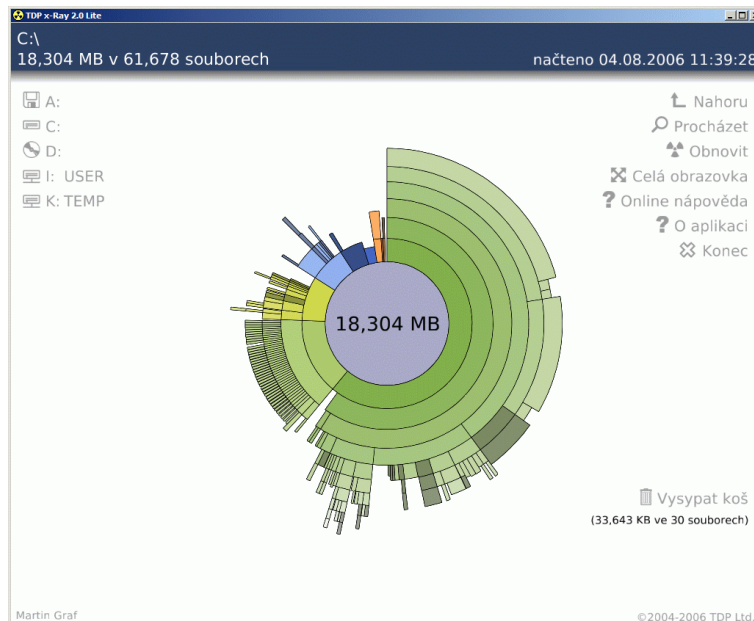 TDP x-Ray 2.0 Lite
C:\
18,304 MB v 61,678 souborech
načteno 04.08.2006 11:39:28
A:
C:
D:
I: USER
K: TEMP
Nahoru
Procházet
Obnovit
Celá obrazovka
Online nápověda
O aplikaci
Konec
18,304 MB
Vysypat koš
(33,643 KB ve 30 souborech)
Martin Graf
©2004-2006 TDP Ltd.